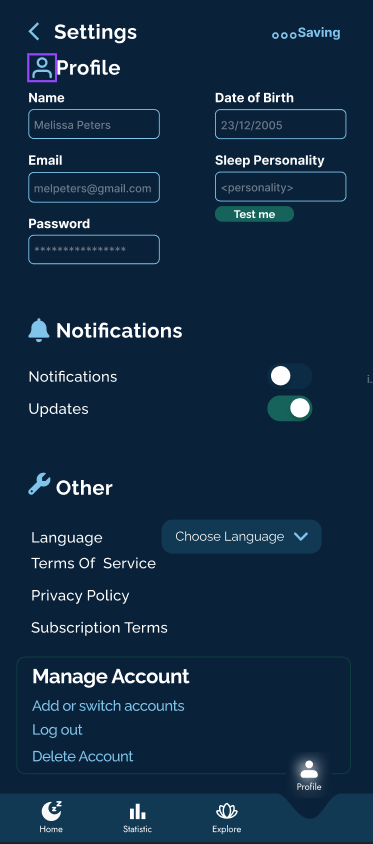 Settings
Saving
Profile
Name
Date of Birth
Melissa Peters
23/12/2005
Email
Sleep Personality
melpeters@gmail.com
<personality>
Test me
Password
****************
Notifications
Notifications
i.
Updates
Other
Language
Choose Language
Terms Of  Service
Privacy Policy
Subscription Terms
Manage Account
Add or switch accounts
Log out
Delete Account
Profile
Home
Statistic
Explore